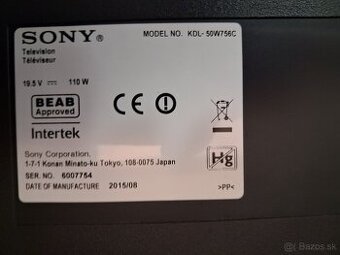 SONY®
MODEL NO. KDL-50W756C
Television
Téléviseur
19.5 V ⎓ 110 W
BEAB
Approved
CE
Intertek
Sony Corporation,
1-7-1 Konan Minato-ku Tokyo, 108-0075 Japan
Hg
SER. NO. 6007754
DATE OF MANUFACTURE 2015/08
>PP<
Bazos.sk